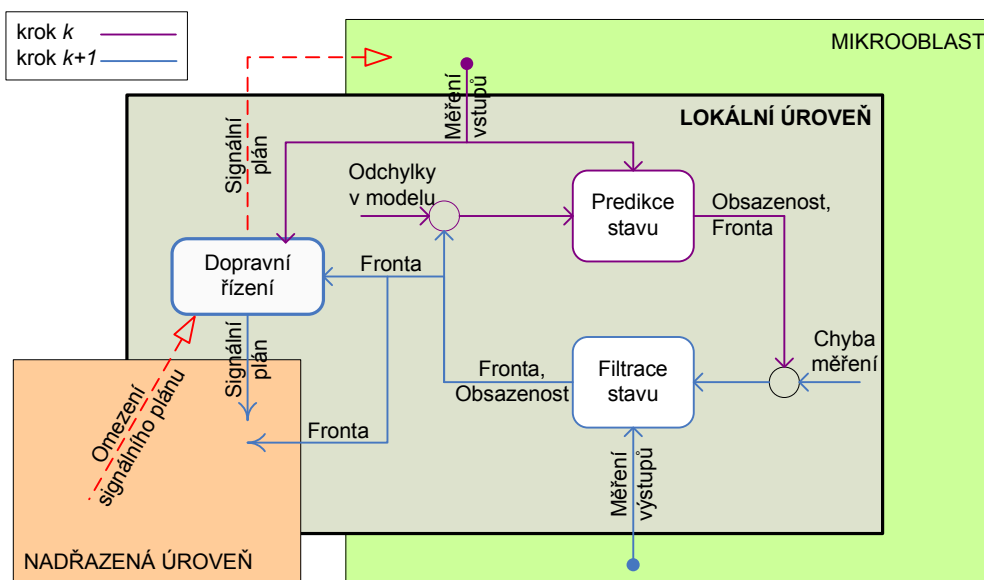 krok k
krok k+1
MIKROOBLAST
LOKÁLNÍ ÚROVEŇ
Měření
vstupů
Signální
plán
Odchylky
v modelu
Predikce
stavu
Obsazenost,
Fronta
Dopravní
řízení
Fronta
Signální
plán
Fronta,
Obsazenost
Filtrace
stavu
Chyba
měření
Omezení
signálního plánu
Fronta
Měření
výstupů
NADŘAZENÁ ÚROVEŇ